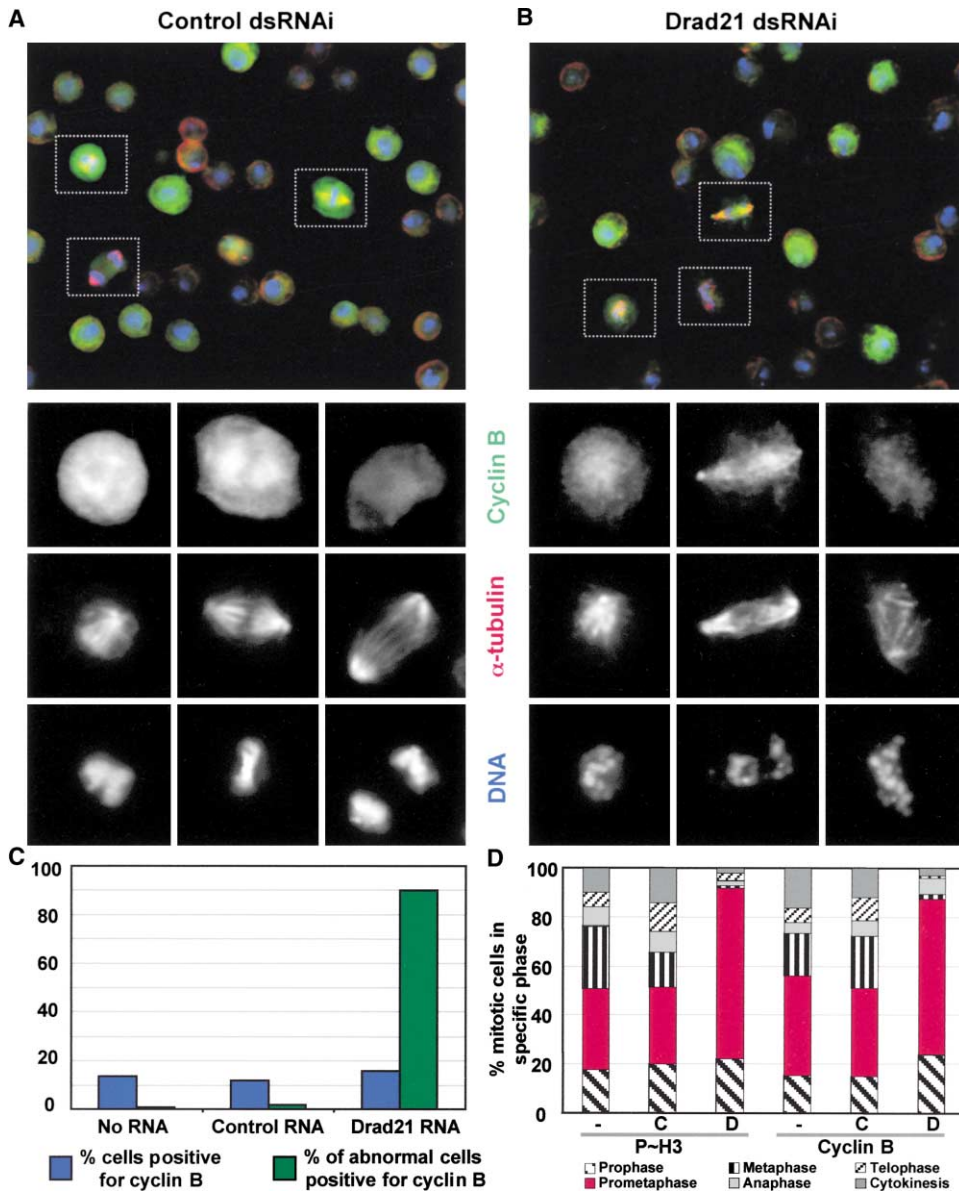 A
Control dsRNAi
B
Drad21 dsRNAi
Cyclin B
α-tubulin
DNA
C
100
80
60
40
20
0
No RNA
Control RNA
Drad21 RNA
% cells positive
for cyclin B
% of abnormal cells
positive for cyclin B
D
% mitotic cells in
specific phase
100
80
60
40
20
0
- C D - C D
P~H3
Cyclin B
Prophase
Metaphase
Telophase
Prometaphase
Anaphase
Cytokinesis